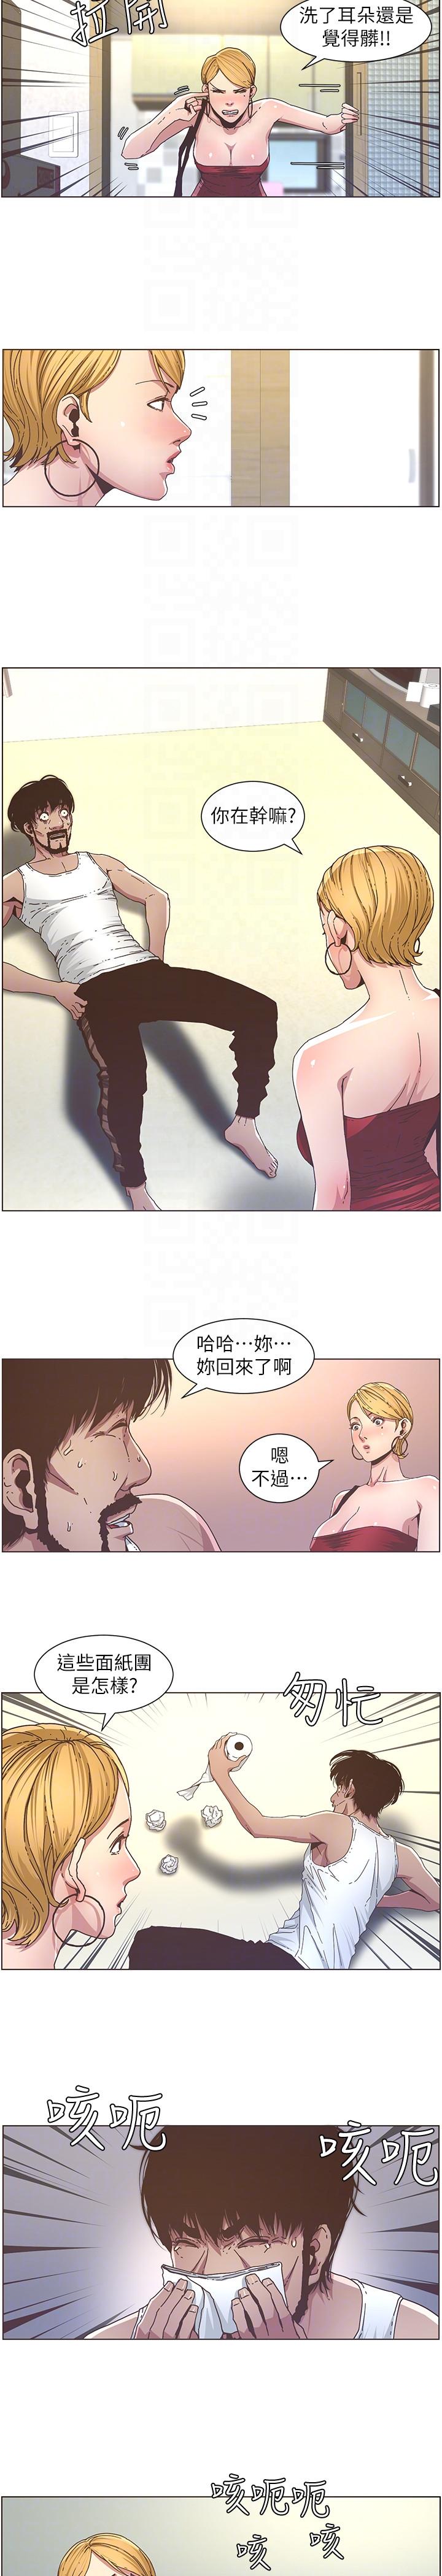 拉開
洗了耳朵還是
覺得髒!!
你在幹嘛?
哈哈…妳…
妳回來了啊
嗯
不過…
這些面紙團
是怎樣?
匆忙
咳呃
咳呃
咳呃呃
咳
咳